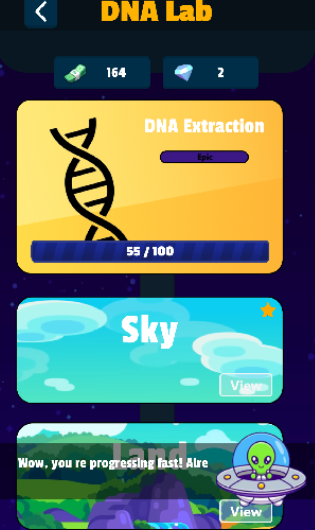 DNA Lab
164
2
DNA Extraction
Epic
55 / 100
Sky
View
Land
Wow, you re progressing fast! Alre
View